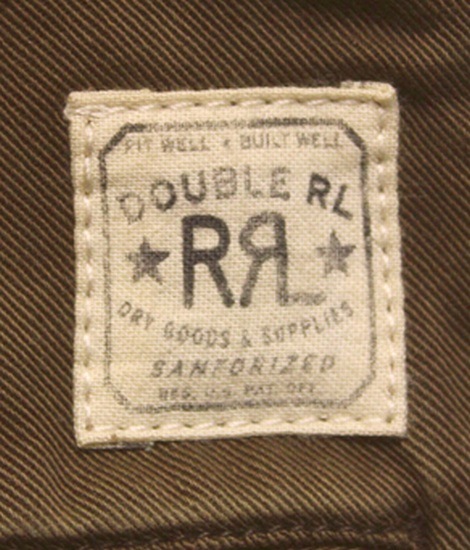 FIT WELL • BUILT WELL
DOUBLE RL
RRL
DRY GOODS & SUPPLIES
SANFORIZED
REG. U.S. PAT. OFF.